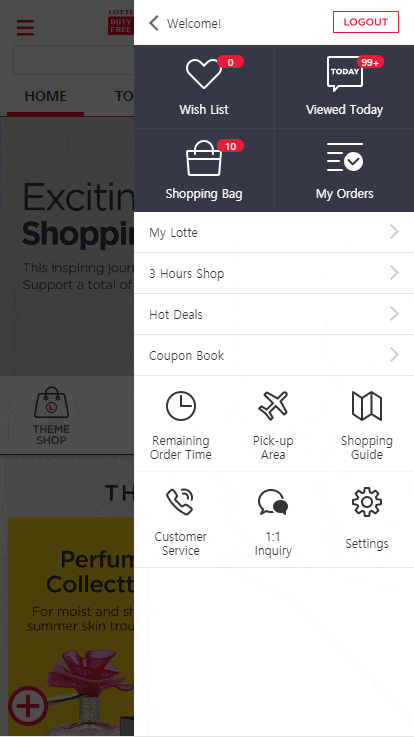 LOTTE
DUTY
FREE
HOME
TO
Excitin
Shoppin
This inspiring jour
Support a total of
THEME
SHOP
TH
Perfum
Collectt
For moist and sh
summer skin trou
Welcome!
LOGOUT
0
Wish List
TODAY
99+
Viewed Today
10
Shopping Bag
My Orders
My Lotte
3 Hours Shop
Hot Deals
Coupon Book
Remaining
Order Time
Pick-up
Area
Shopping
Guide
Customer
Service
1:1
Inquiry
Settings